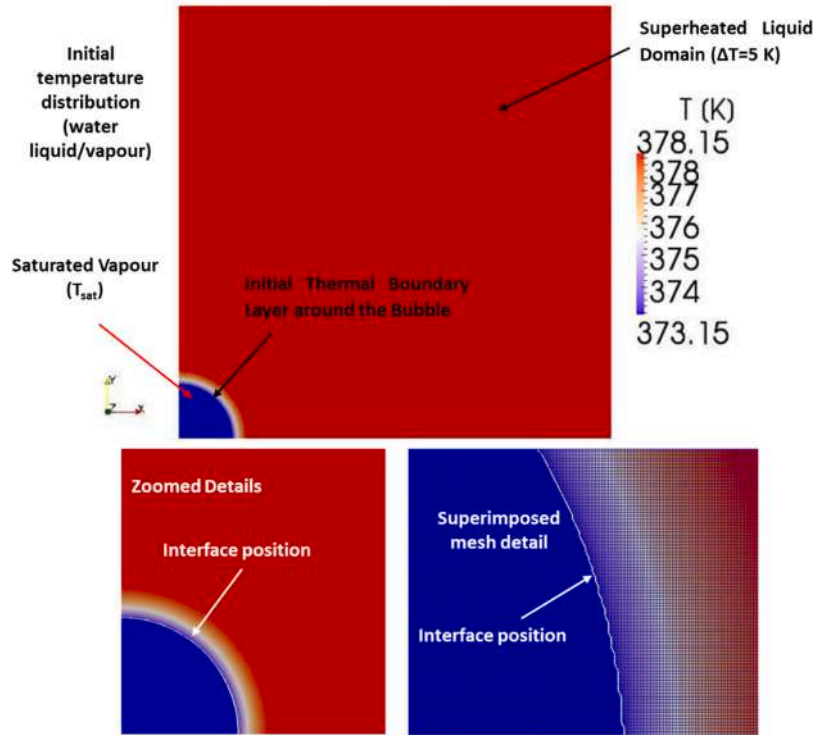 Initial
temperature
distribution
(water
liquid/vapour)
Superheated Liquid
Domain (ΔT=5 K)
T (K)
378.15
378
377
376
375
374
373.15
Saturated Vapour
(Tsat)
Initial Thermal Boundary
Layer around the Bubble
Y
Z
X
Zoomed Details
Interface position
Superimposed
mesh detail
Interface position